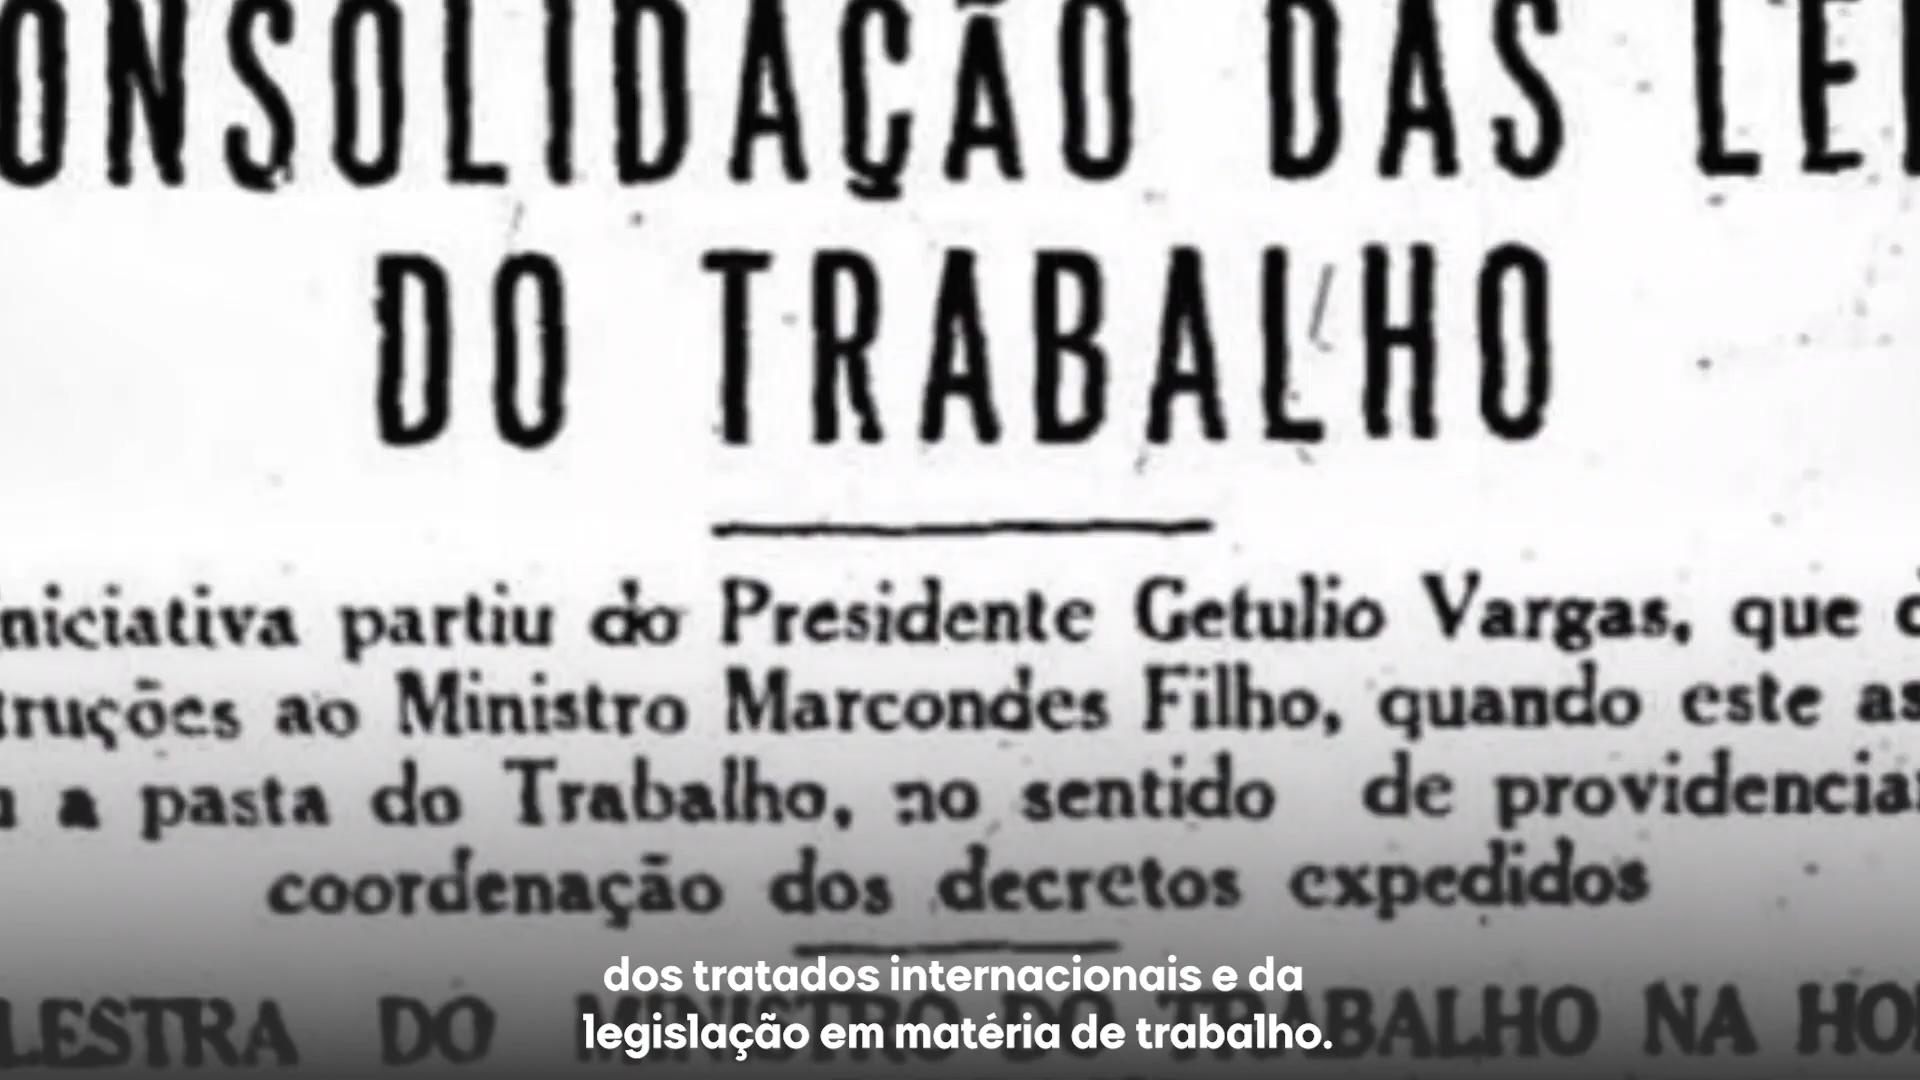 ONSOLIDAÇÃO DAS LEI
DO TRABALHO
niciativa partiu do Presidente Getulio Vargas, que d
truções ao Ministro Marcondes Filho, quando este as
a pasta do Trabalho, no sentido de providenciar
coordenação dos decretos expedidos
LESTRA DO MINISTRO DO TRABALHO NA HO
dos tratados internacionais e da
legislação em matéria de trabalho.